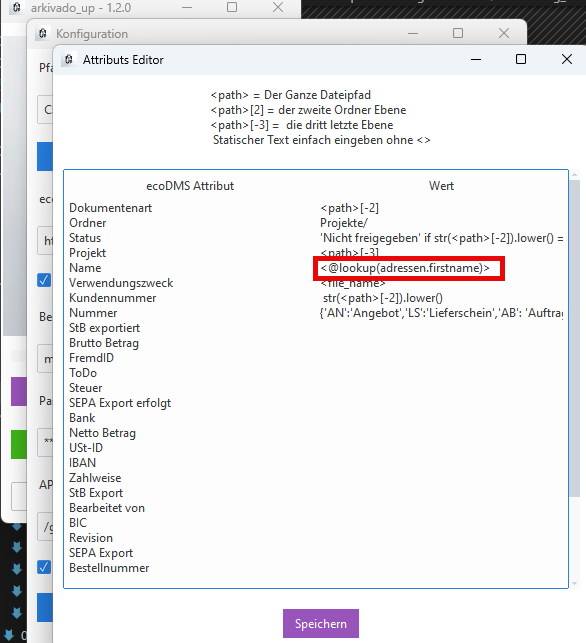 arkivado_up - 1.2.0
Konfiguration
Attributs Editor
<path> = Der Ganze Dateipfad
<path>[2] = der zweite Ordner Ebene
<path>[-3] = die dritt letzte Ebene
Statischer Text einfach eingeben ohne <>
ecoDMS Attribut Wert
Dokumentenart <path>[-2]
Ordner Projekte/
Status 'Nicht freigegeben' if str(<path>[-2]).lower() =
Projekt <path>[-3]
Name <@lookup(adressen.firstname)>
Verwendungszweck <file_name>
Kundennummer str(<path>[-2]).lower()
Nummer {'AN':'Angebot','LS':'Lieferschein','AB': 'Auftra
StB exportiert
Brutto Betrag
FremdID
ToDo
Steuer
SEPA Export erfolgt
Bank
Netto Betrag
USt-ID
IBAN
Zahlweise
StB Export
Bearbeitet von
BIC
Revision
SEPA Export
Bestellnummer
Speichern
Pfa
C
eco
ht
Be
m
Pa
**
AP
/g
0